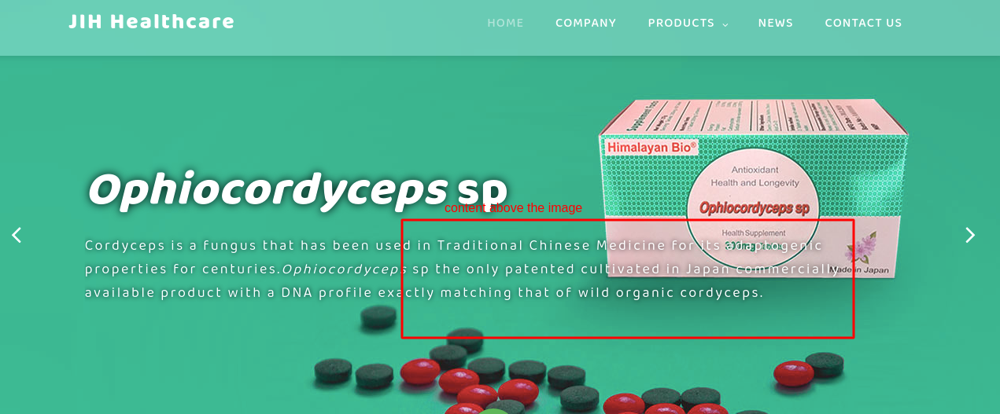 JIH Healthcare
HOME COMPANY PRODUCTS NEWS CONTACT US
Himalayan Bio®
Antioxidant
Health and Longevity
Ophiocordyceps sp
Health Supplement
Made in Japan
Ophiocordyceps sp
content above the image
Cordyceps is a fungus that has been used in Traditional Chinese Medicine for its adaptogenic
properties for centuries.Ophiocordyceps sp the only patented cultivated in Japan commercially
available product with a DNA profile exactly matching that of wild organic cordyceps.